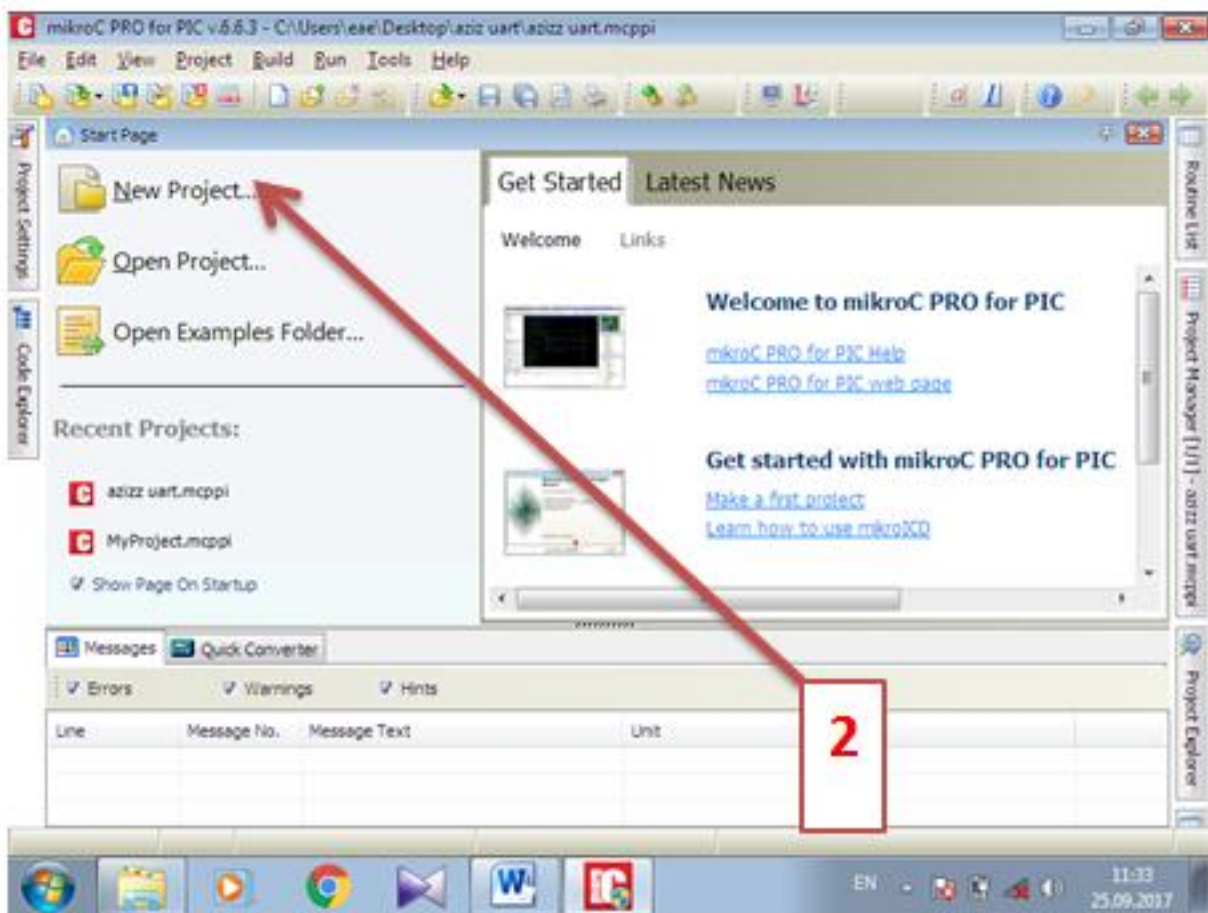 mikroC PRO for PIC v.6.6.3 - C:\Users\eae\Desktop\aziz uart\azizz uart.mcppi
File Edit View Project Build Run Tools Help
Start Page
New Project...
Open Project...
Open Examples Folder...
Recent Projects:
azizz uart.mcppi
MyProject.mcppi
Show Page On Startup
Get Started Latest News
Welcome Links
Welcome to mikroC PRO for PIC
mikroC PRO for PIC Help
mikroC PRO for PIC web page
Get started with mikroC PRO for PIC
Make a first project
Learn how to use mikroICD
Project Settings
Code Explorer
Routine List
Project Manager [1/1] - azizz uart.mcppi
Project Explorer
Messages Quick Converter
Errors Warnings Hints
Line Message No. Message Text Unit
2
EN
11:33
25.09.2017